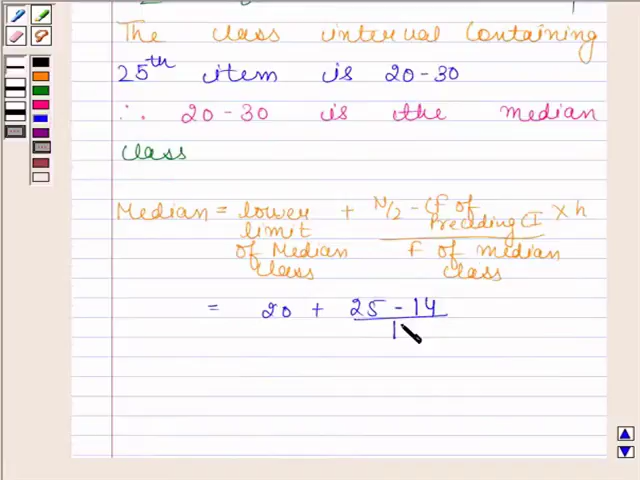 The class interval containing
25th item is 20-30
∴ 20-30 is the median
class
Median = lower limit of Median class + N/2 - Cf of preceding CI / f of median class × h
= 20 + 25 - 14 / 1